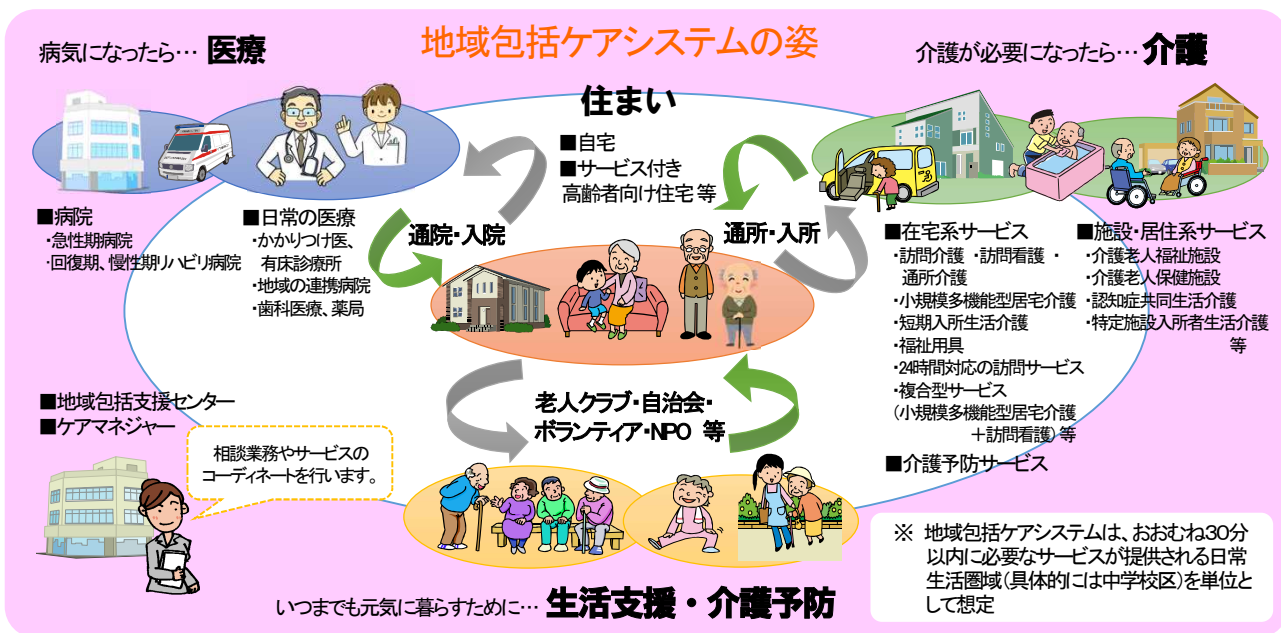 地域包括ケアシステムの姿
病気になったら… 医療
■病院
・急性期病院
・回復期、慢性期リハビリ病院
■日常の医療
・かかりつけ医、
有床診療所
・地域の連携病院
・歯科医療、薬局
通院・入院
住まい
■自宅
■サービス付き
高齢者向け住宅 等
通所・入所
介護が必要になったら… 介護
■在宅系サービス
・訪問介護 ・訪問看護 ・
通所介護
・小規模多機能型居宅介護
・短期入所生活介護
・福祉用具
・24時間対応の訪問サービス
・複合型サービス
（小規模多機能型居宅介護
＋訪問看護）等
■介護予防サービス
■施設・居住系サービス
・介護老人福祉施設
・介護老人保健施設
・認知症共同生活介護
・特定施設入所者生活介護
等
■地域包括支援センター
■ケアマネジャー
相談業務やサービスの
コーディネートを行います。
老人クラブ・自治会・
ボランティア・NPO 等
いつまでも元気に暮らすために… 生活支援・介護予防
※ 地域包括ケアシステムは、おおむね30分
以内に必要なサービスが提供される日常
生活圏域（具体的には中学校区）を単位と
して想定